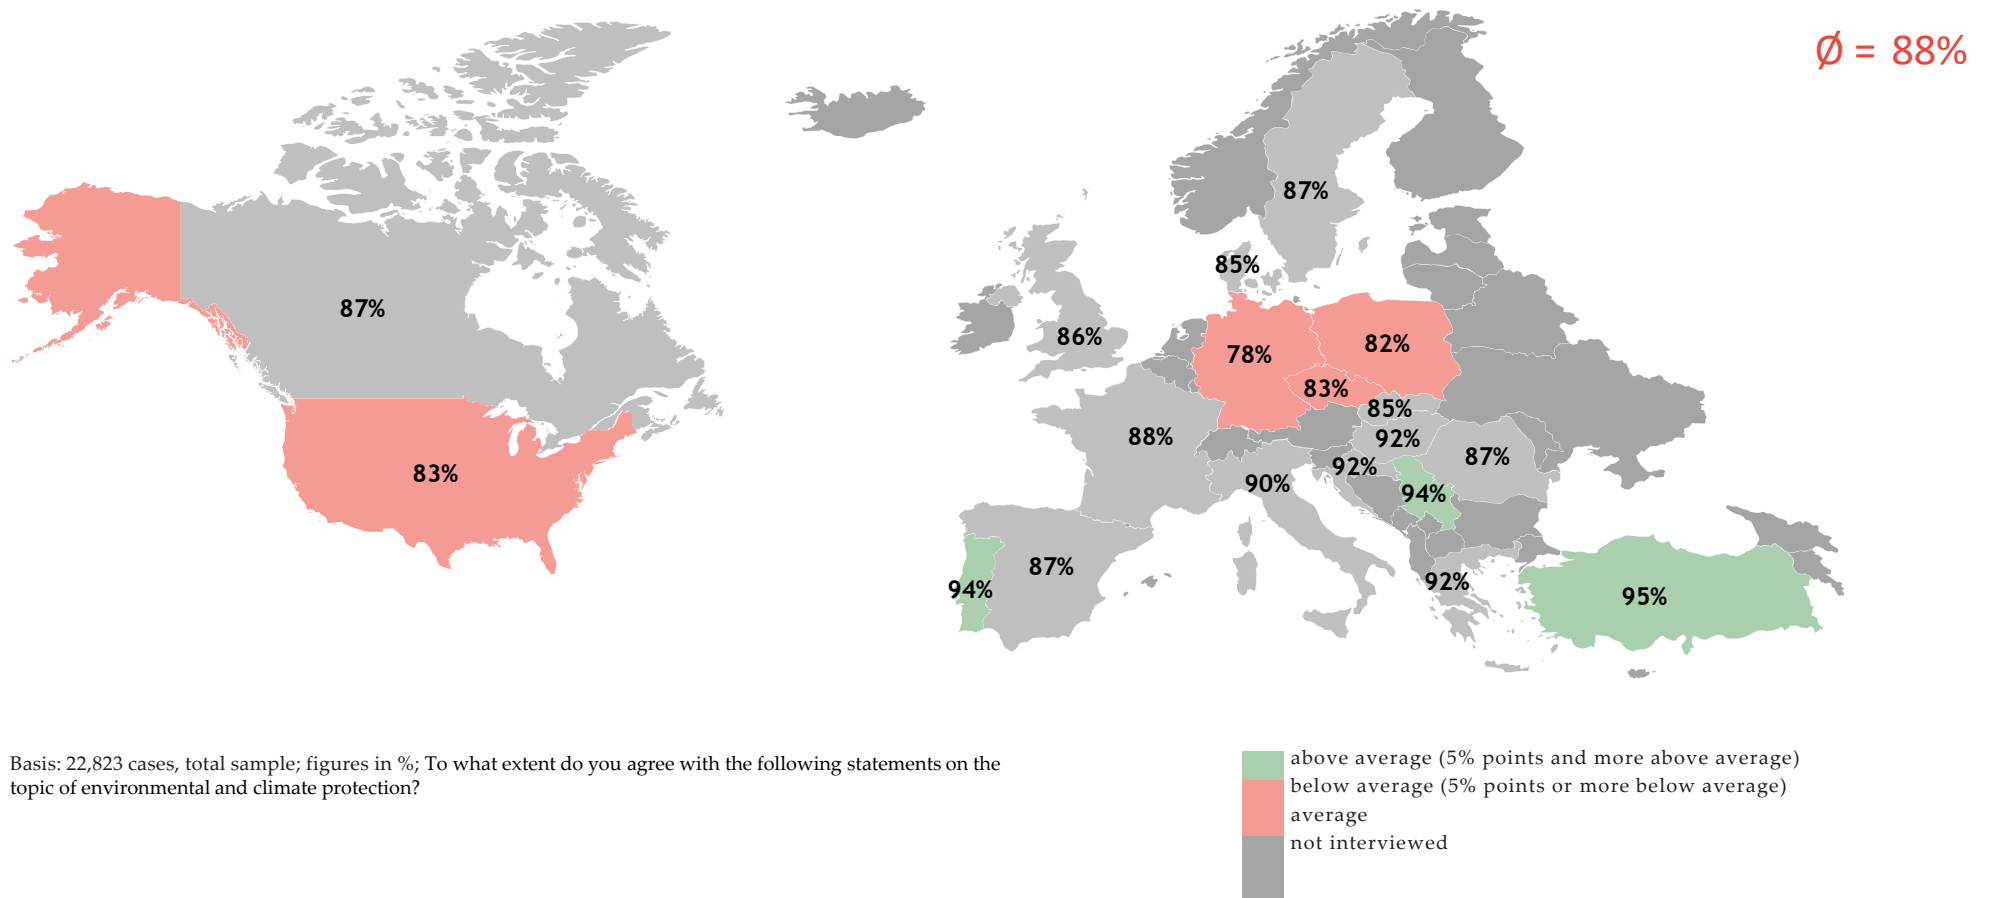 Ø = 88%
87%
85%
87%
86%
82%
78%
83%
85%
88%
92%
87%
92%
83%
90%
94%
87%
92%
94%
95%
Basis: 22,823 cases, total sample; figures in %; To what extent do you agree with the following statements on the
topic of environmental and climate protection?
above average (5% points and more above average)
below average (5% points or more below average)
average
not interviewed